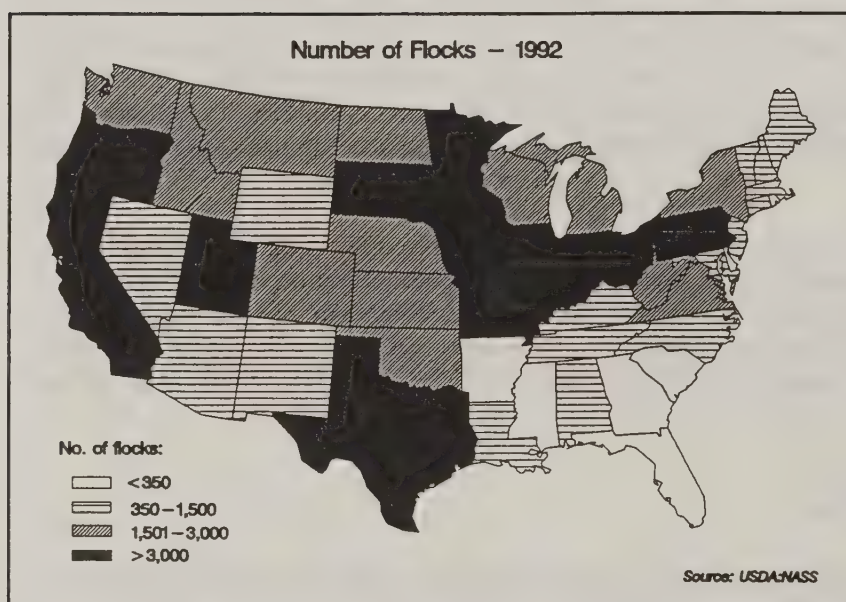 Number of Flocks – 1992
No. of flocks:
<350
350–1,500
1,501–3,000
>3,000
Source: USDA:NASS